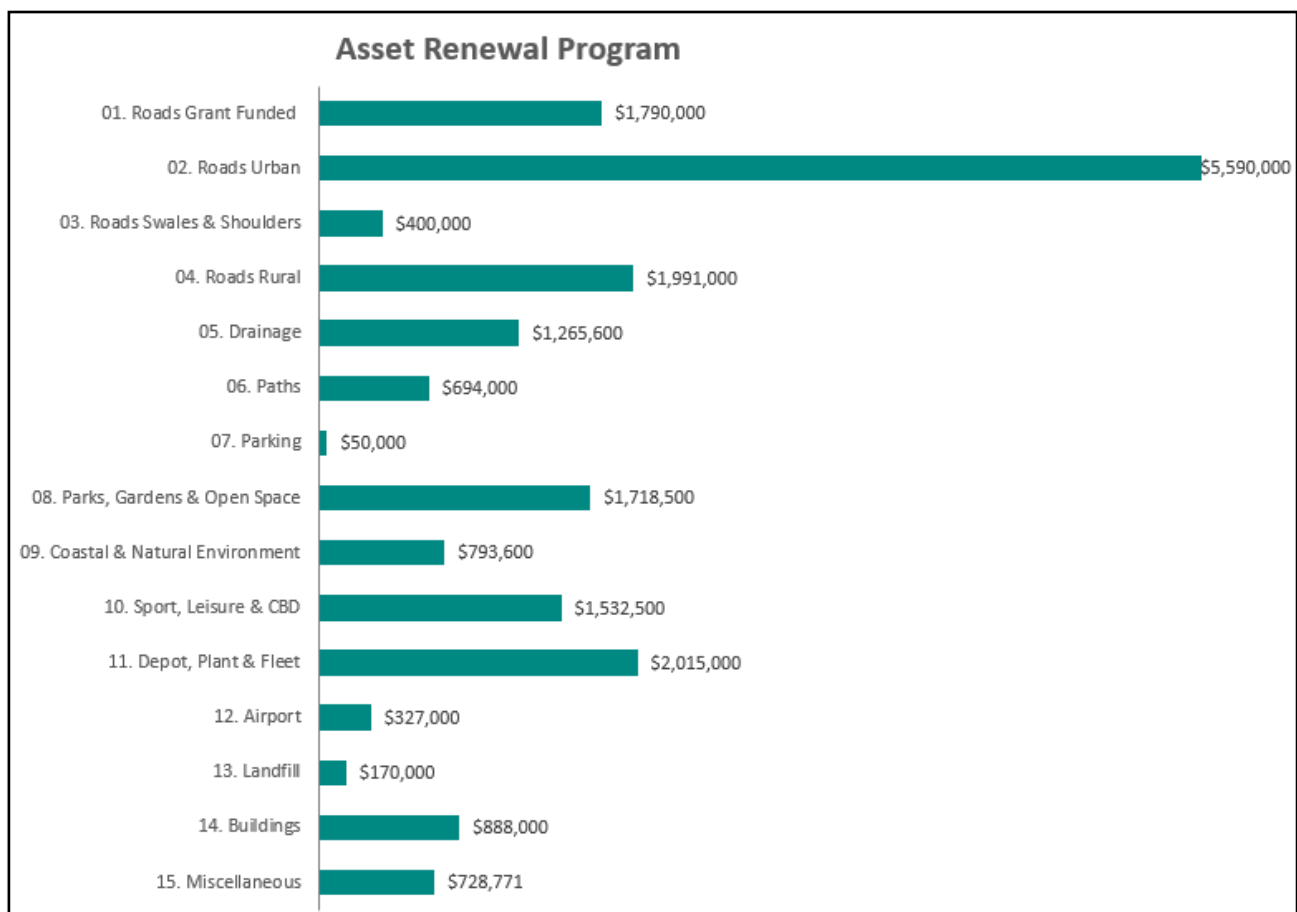 Asset Renewal Program
01. Roads Grant Funded $1,790,000
02. Roads Urban $5,590,000
03. Roads Swales & Shoulders $400,000
04. Roads Rural $1,991,000
05. Drainage $1,265,600
06. Paths $694,000
07. Parking $50,000
08. Parks, Gardens & Open Space $1,718,500
09. Coastal & Natural Environment $793,600
10. Sport, Leisure & CBD $1,532,500
11. Depot, Plant & Fleet $2,015,000
12. Airport $327,000
13. Landfill $170,000
14. Buildings $888,000
15. Miscellaneous $728,771